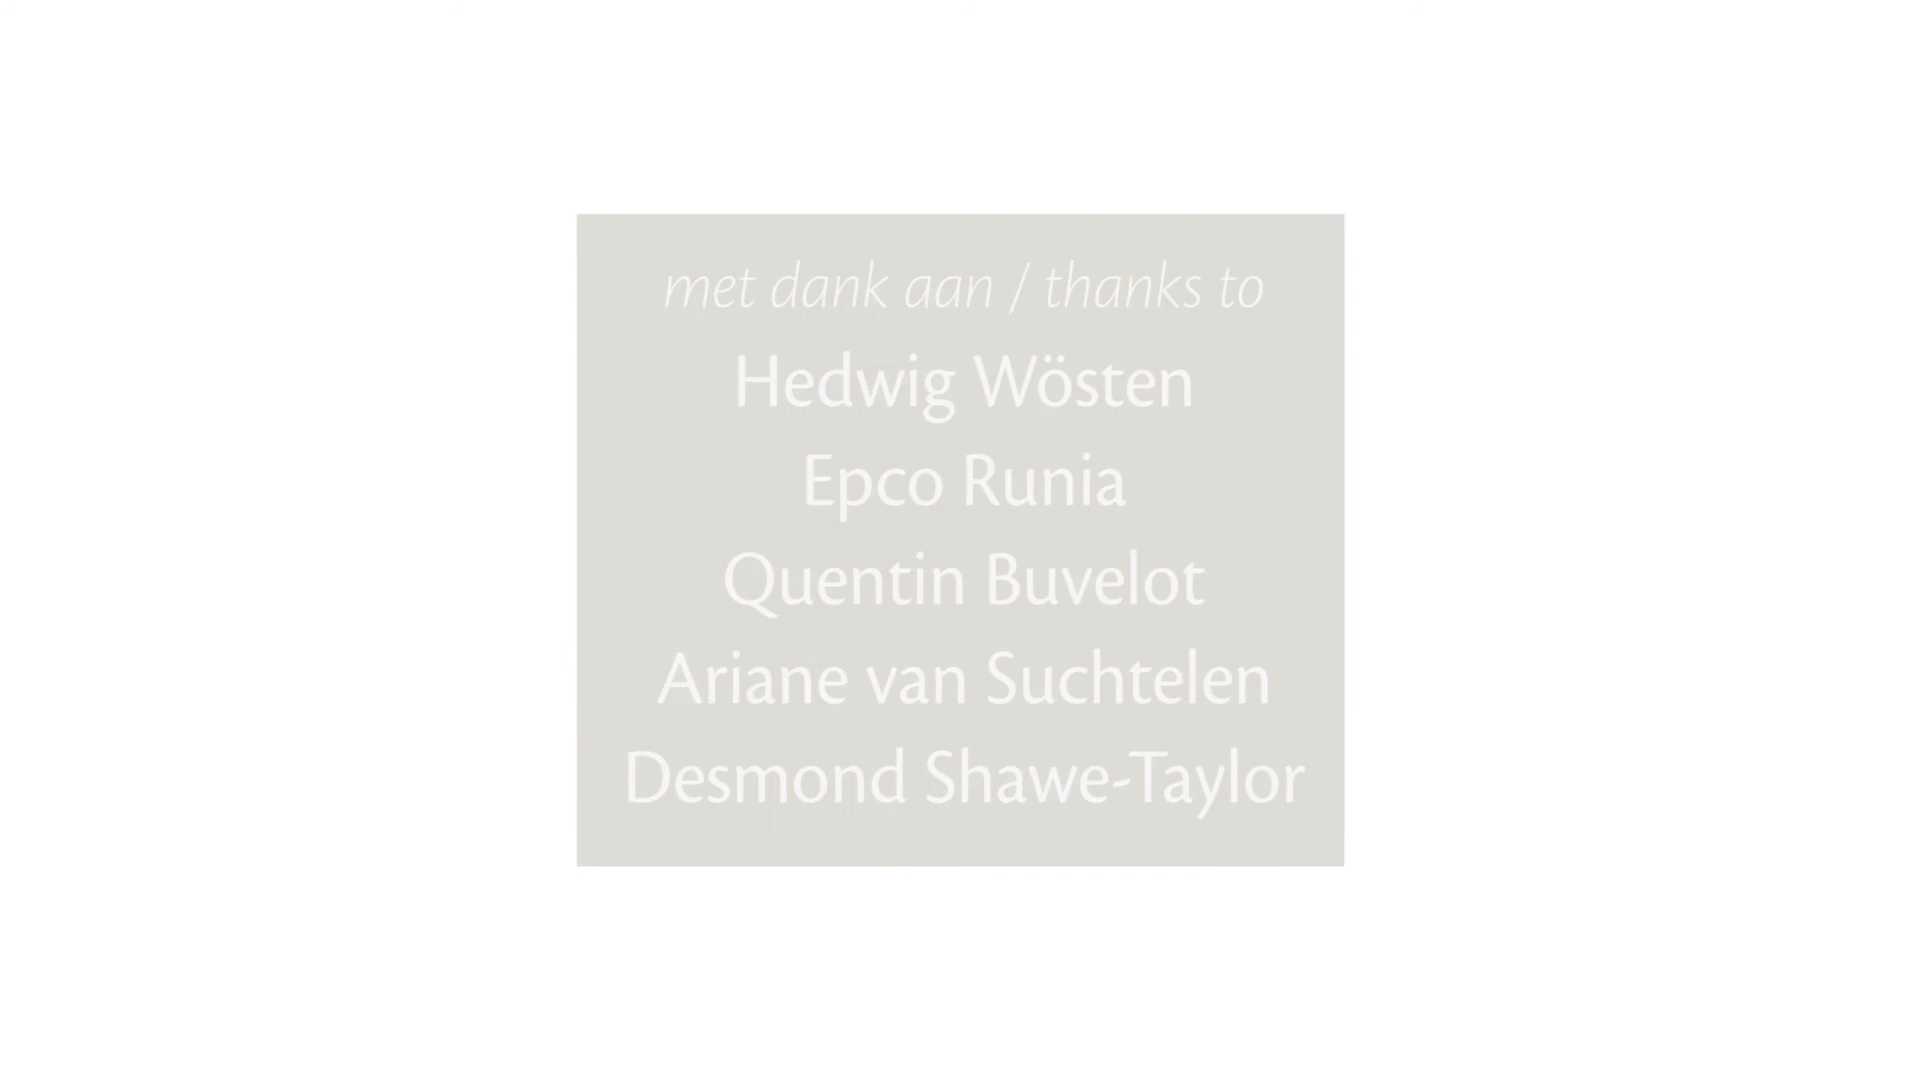 met dank aan / thanks to
Hedwig Wösten
Epco Runia
Quentin Buvelot
Ariane van Suchtelen
Desmond Shawe-Taylor